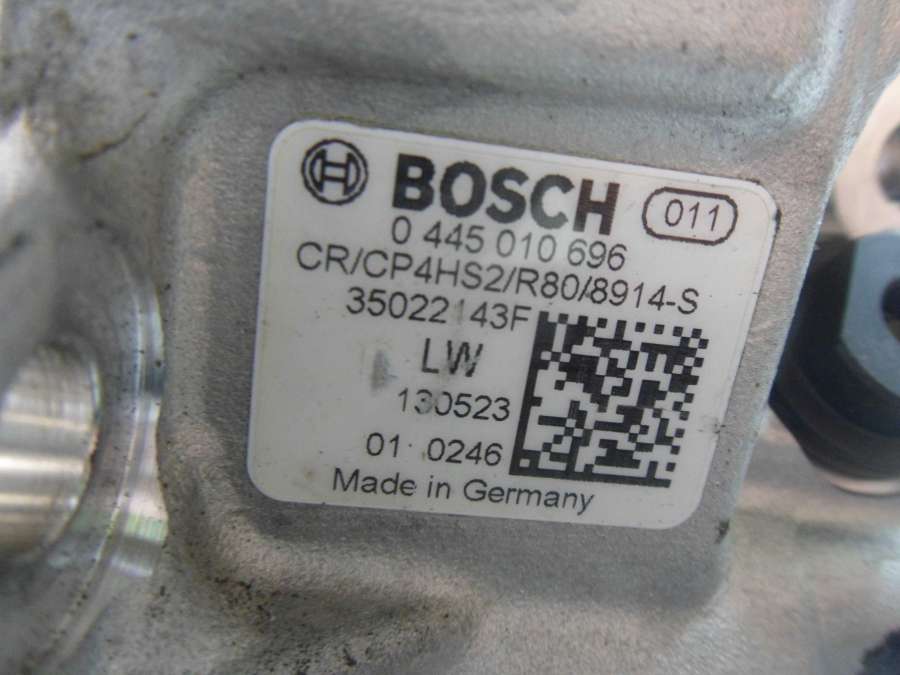 BOSCH 011
0 445 010 696
CR/CP4HS2/R80/8914-S
35022143F
LW
130523
01 0246
Made in Germany